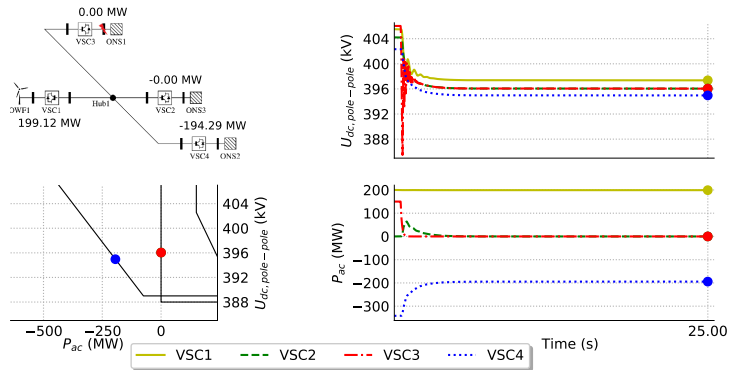 0.00 MW
VSC3
ONS1
-0.00 MW
OWF1
VSC1
Hub1
VSC2
ONS3
199.12 MW
-194.29 MW
VSC4
ONS2
404
400
396
392
388
U_dc,pole−pole (kV)
404
400
396
392
388
U_dc,pole−pole (kV)
−500
−250
0
P_ac (MW)
200
100
0
−100
−200
−300
P_ac (MW)
25.00
Time (s)
VSC1
VSC2
VSC3
VSC4